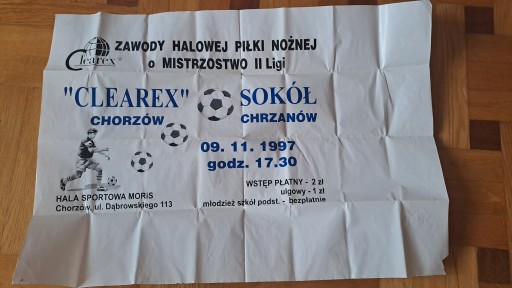 Clearex
ZAWODY HALOWEJ PIŁKI NOŻNEJ
o MISTRZOSTWO II Ligi
"CLEAREX" SOKÓŁ
CHORZÓW CHRZANÓW
09. 11. 1997
godz. 17.30
WSTĘP PŁATNY - 2 zł
ulgowy - 1 zł
młodzież szkół podst. - bezpłatnie
HALA SPORTOWA MORiS
Chorzów, ul. Dąbrowskiego 113